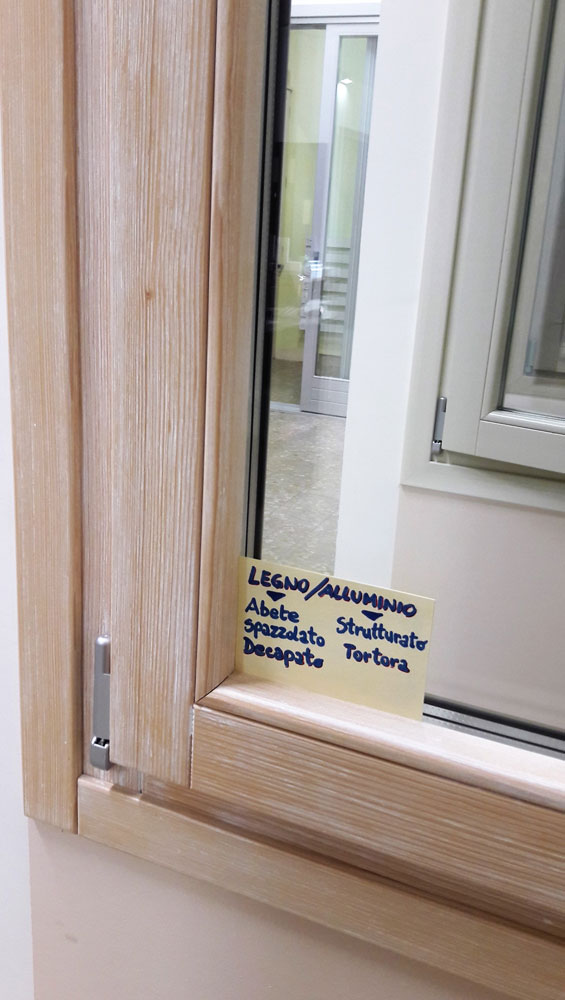 LEGNO/ALLUMINIO
Abete
Spazzolato
Decapato
Strutturato
Tortora